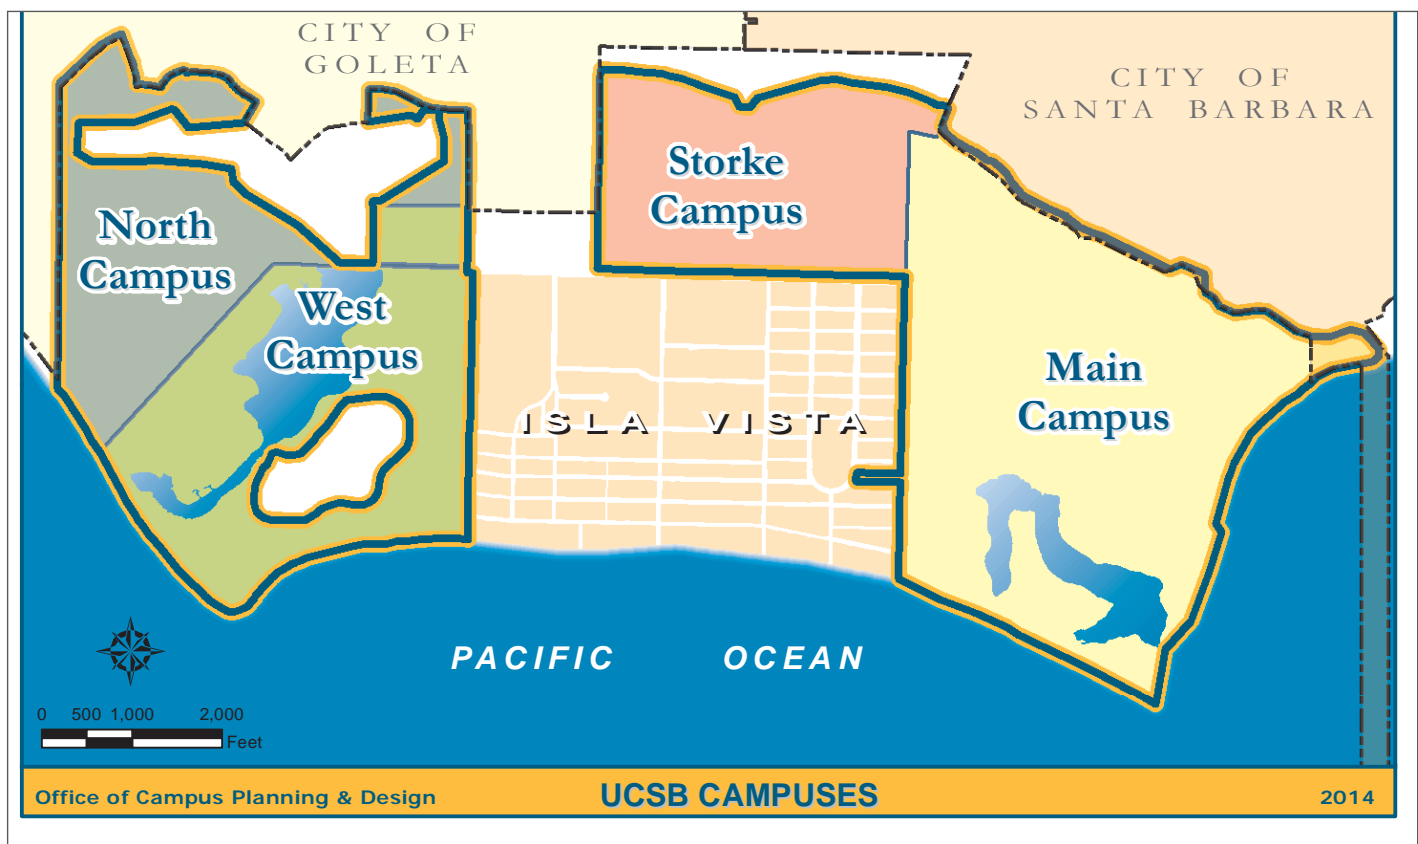 CITY OF
GOLETA
CITY OF
SANTA BARBARA
Storke
Campus
North
Campus
West
Campus
Main
Campus
ISLA VISTA
PACIFIC OCEAN
0 500 1,000 2,000
Feet
Office of Campus Planning & Design
UCSB CAMPUSES
2014